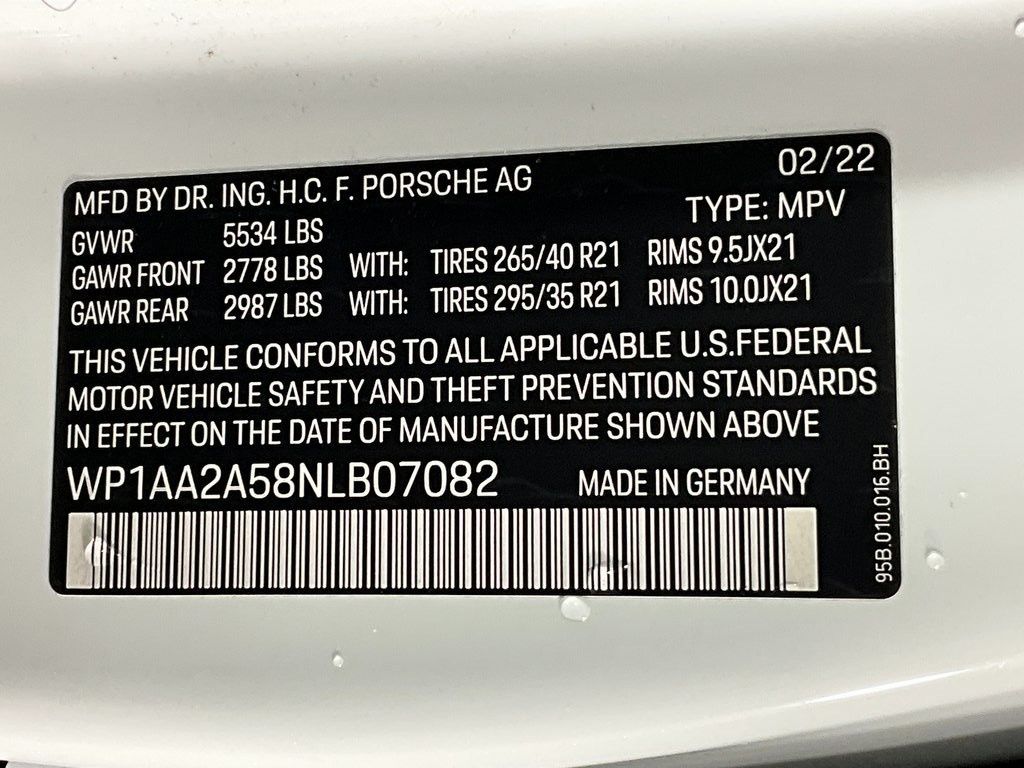 MFD BY DR. ING. H.C. F. PORSCHE AG 02/22
GVWR 5534 LBS TYPE: MPV
GAWR FRONT 2778 LBS WITH: TIRES 265/40 R21 RIMS 9.5JX21
GAWR REAR 2987 LBS WITH: TIRES 295/35 R21 RIMS 10.0JX21
THIS VEHICLE CONFORMS TO ALL APPLICABLE U.S.FEDERAL
MOTOR VEHICLE SAFETY AND THEFT PREVENTION STANDARDS
IN EFFECT ON THE DATE OF MANUFACTURE SHOWN ABOVE
WP1AA2A58NLB07082 MADE IN GERMANY
95B.010.016.BH